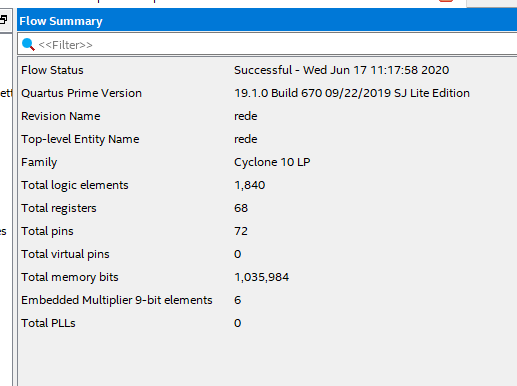 Flow Summary
<<Filter>>
Flow Status Successful - Wed Jun 17 11:17:58 2020
Quartus Prime Version 19.1.0 Build 670 09/22/2019 SJ Lite Edition
Revision Name rede
Top-level Entity Name rede
Family Cyclone 10 LP
Total logic elements 1,840
Total registers 68
Total pins 72
Total virtual pins 0
Total memory bits 1,035,984
Embedded Multiplier 9-bit elements 6
Total PLLs 0